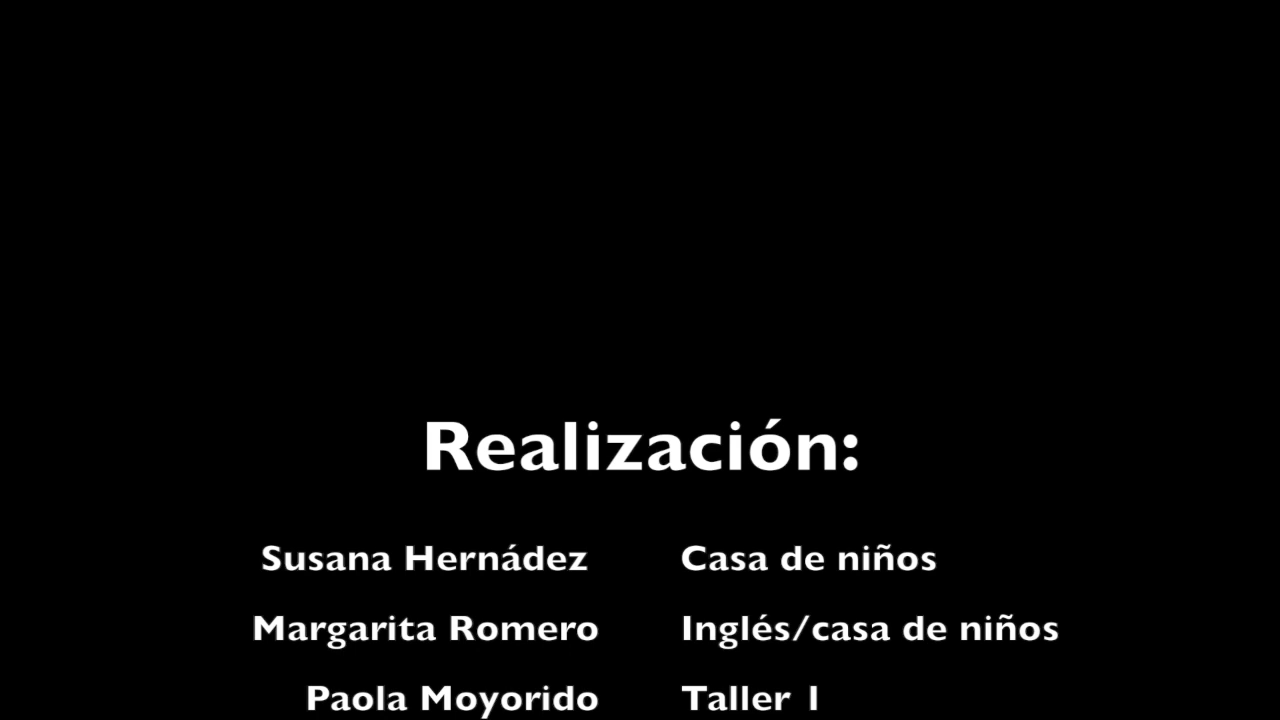 Realización:
Susana Hernádez Casa de niños
Margarita Romero Inglés/casa de niños
Paola Moyorido Taller 1